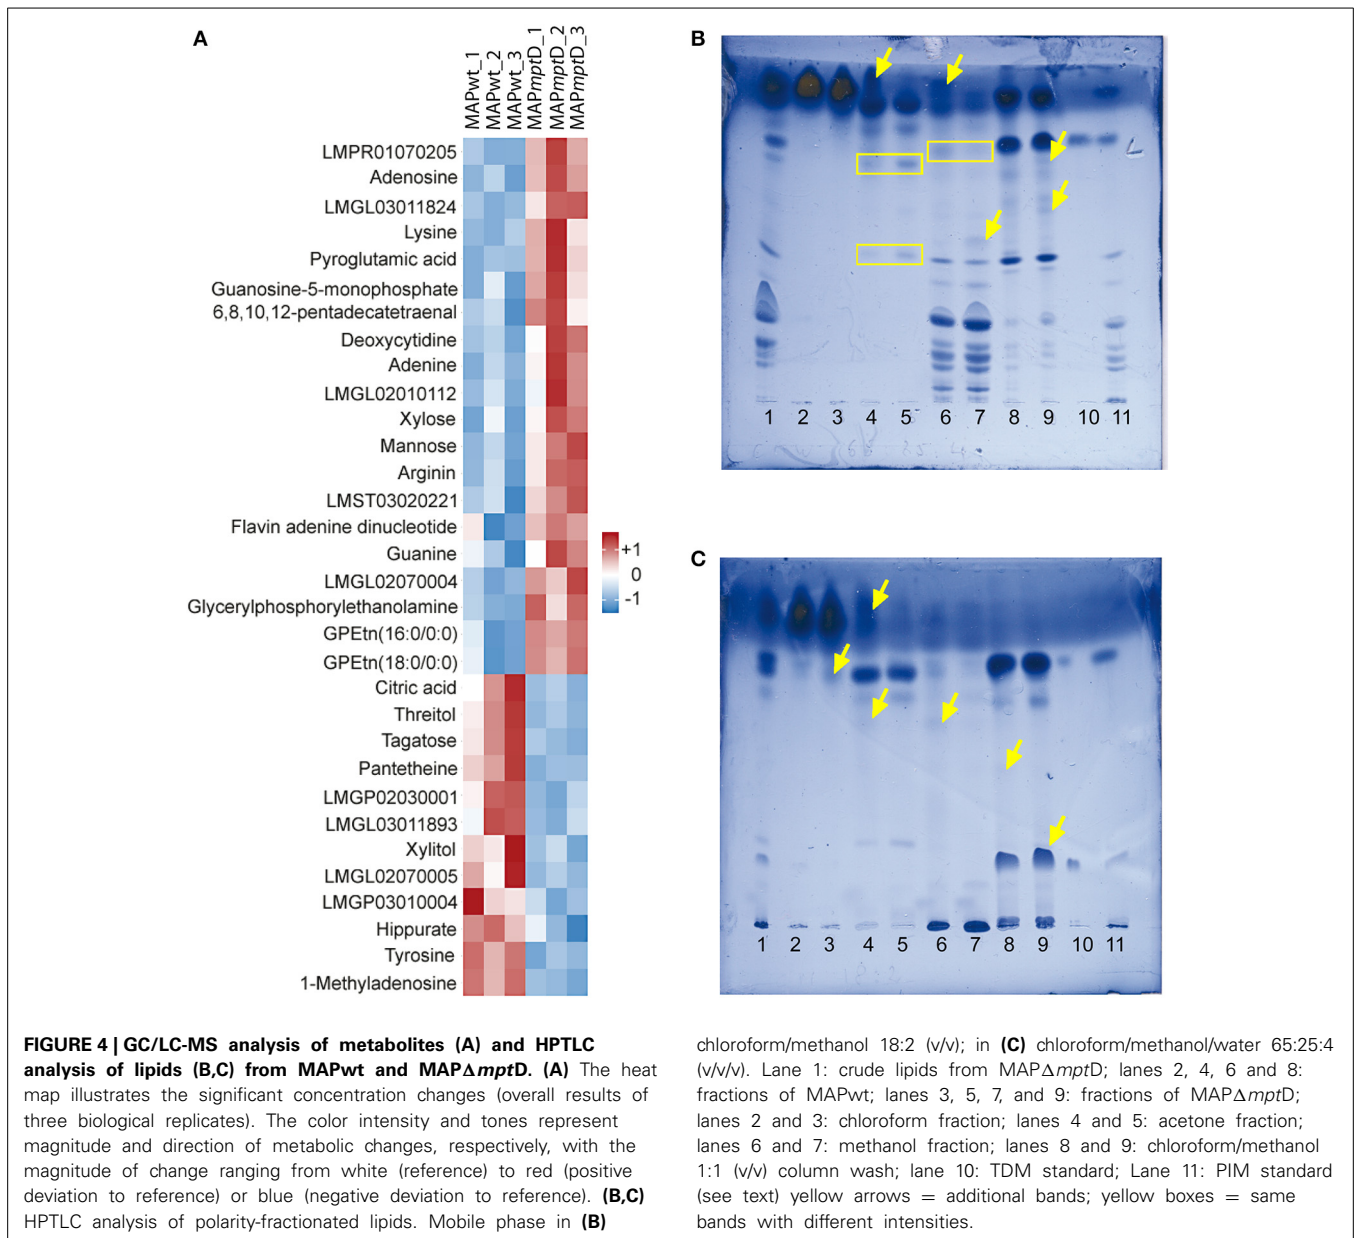 A
MAPwt_1
MAPwt_2
MAPwt_3
MAPmptD_1
MAPmptD_2
MAPmptD_3
LMPR01070205
Adenosine
LMGL03011824
Lysine
Pyroglutamic acid
Guanosine-5-monophosphate
6,8,10,12-pentadecatetraenal
Deoxycytidine
Adenine
LMGL02010112
Xylose
Mannose
Arginin
LMST03020221
Flavin adenine dinucleotide
Guanine
LMGL02070004
Glycerylphosphorylethanolamine
GPEtn(16:0/0:0)
GPEtn(18:0/0:0)
Citric acid
Threitol
Tagatose
Pantetheine
LMGP02030001
LMGL03011893
Xylitol
LMGL02070005
LMGP03010004
Hippurate
Tyrosine
1-Methyladenosine
+1
0
-1
B
1 2 3 4 5 6 7 8 9 10 11
C
1 2 3 4 5 6 7 8 9 10 11
FIGURE 4 | GC/LC-MS analysis of metabolites (A) and HPTLC
analysis of lipids (B,C) from MAPwt and MAPΔmptD. (A) The heat
map illustrates the significant concentration changes (overall results of
three biological replicates). The color intensity and tones represent
magnitude and direction of metabolic changes, respectively, with the
magnitude of change ranging from white (reference) to red (positive
deviation to reference) or blue (negative deviation to reference). (B,C)
HPTLC analysis of polarity-fractionated lipids. Mobile phase in (B)
chloroform/methanol 18:2 (v/v); in (C) chloroform/methanol/water 65:25:4
(v/v/v). Lane 1: crude lipids from MAPΔmptD; lanes 2, 4, 6 and 8:
fractions of MAPwt; lanes 3, 5, 7, and 9: fractions of MAPΔmptD;
lanes 2 and 3: chloroform fraction; lanes 4 and 5: acetone fraction;
lanes 6 and 7: methanol fraction; lanes 8 and 9: chloroform/methanol
1:1 (v/v) column wash; lane 10: TDM standard; Lane 11: PIM standard
(see text) yellow arrows = additional bands; yellow boxes = same
bands with different intensities.